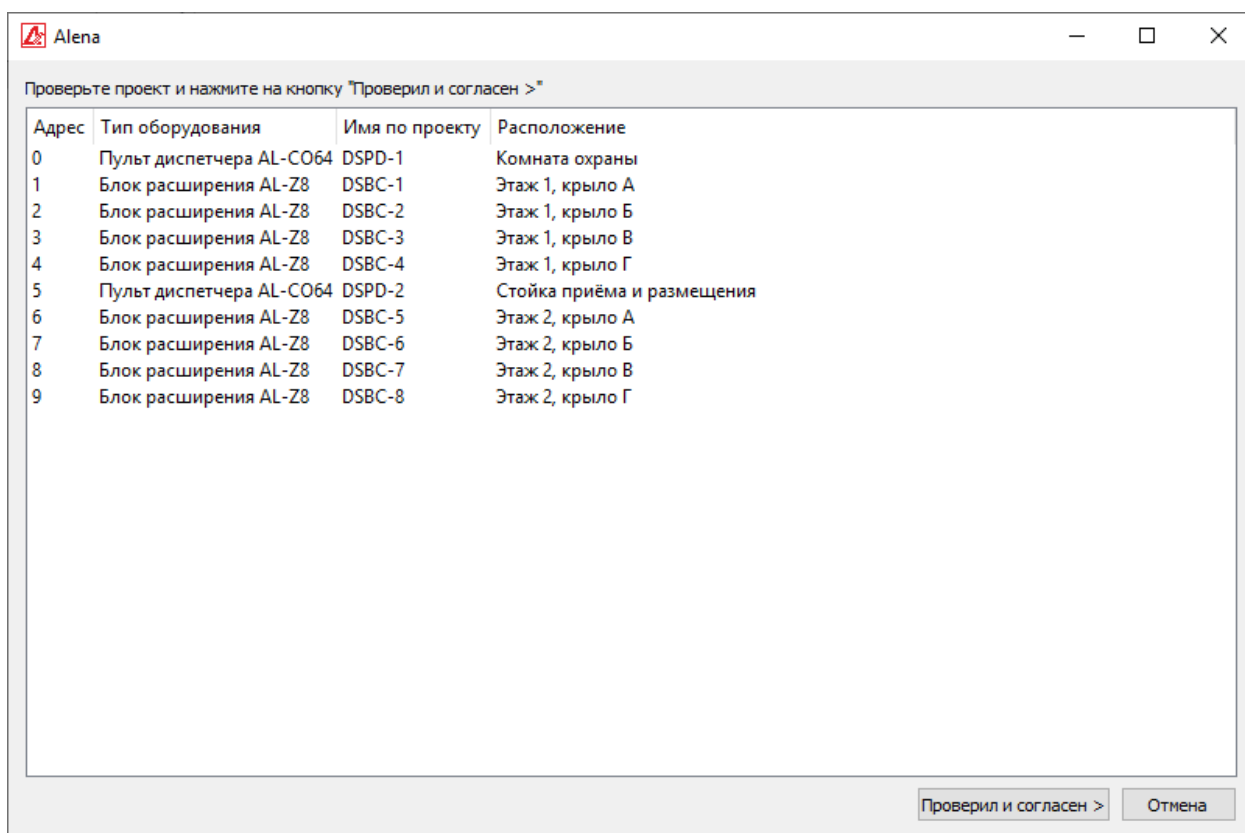 Alena
Проверьте проект и нажмите на кнопку "Проверил и согласен >"
Адрес Тип оборудования Имя по проекту Расположение
0 Пульт диспетчера AL-CO64 DSPD-1 Комната охраны
1 Блок расширения AL-Z8 DSBC-1 Этаж 1, крыло А
2 Блок расширения AL-Z8 DSBC-2 Этаж 1, крыло Б
3 Блок расширения AL-Z8 DSBC-3 Этаж 1, крыло В
4 Блок расширения AL-Z8 DSBC-4 Этаж 1, крыло Г
5 Пульт диспетчера AL-CO64 DSPD-2 Стойка приёма и размещения
6 Блок расширения AL-Z8 DSBC-5 Этаж 2, крыло А
7 Блок расширения AL-Z8 DSBC-6 Этаж 2, крыло Б
8 Блок расширения AL-Z8 DSBC-7 Этаж 2, крыло В
9 Блок расширения AL-Z8 DSBC-8 Этаж 2, крыло Г
Проверил и согласен > Отмена